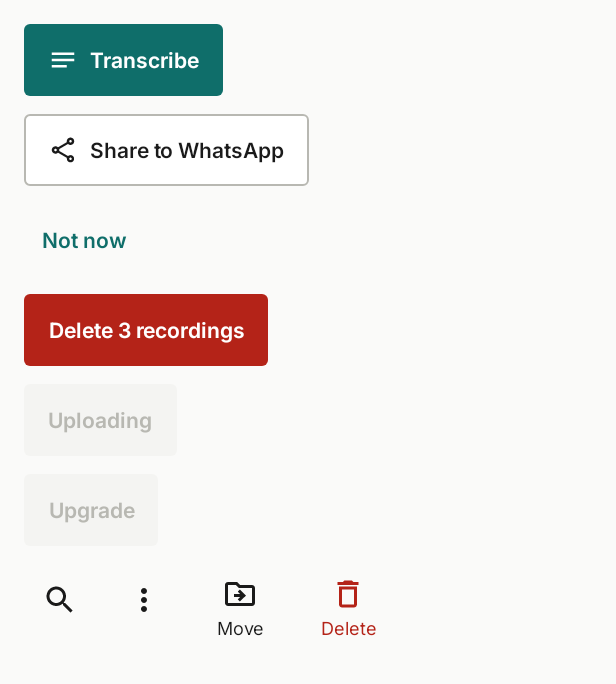 Transcribe
Share to WhatsApp
Not now
Delete 3 recordings
Uploading
Upgrade
Move
Delete